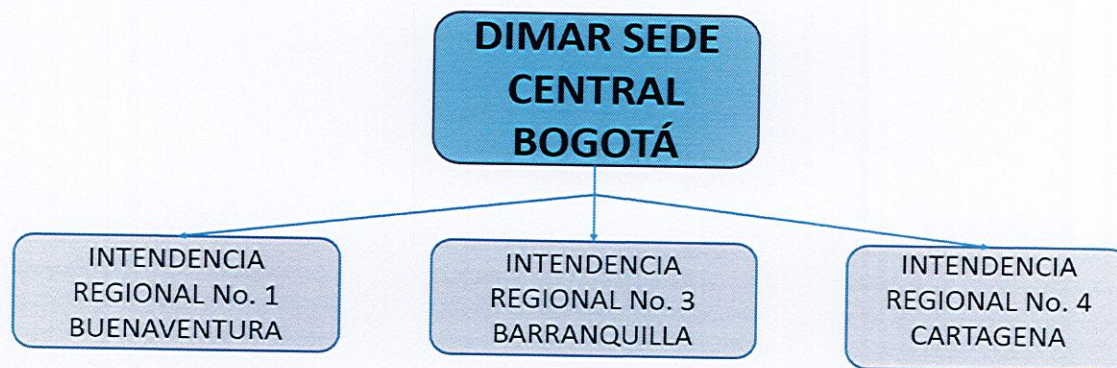 DIMAR SEDE
CENTRAL
BOGOTÁ
INTENDENCIA
REGIONAL No. 1
BUENAVENTURA
INTENDENCIA
REGIONAL No. 3
BARRANQUILLA
INTENDENCIA
REGIONAL No. 4
CARTAGENA